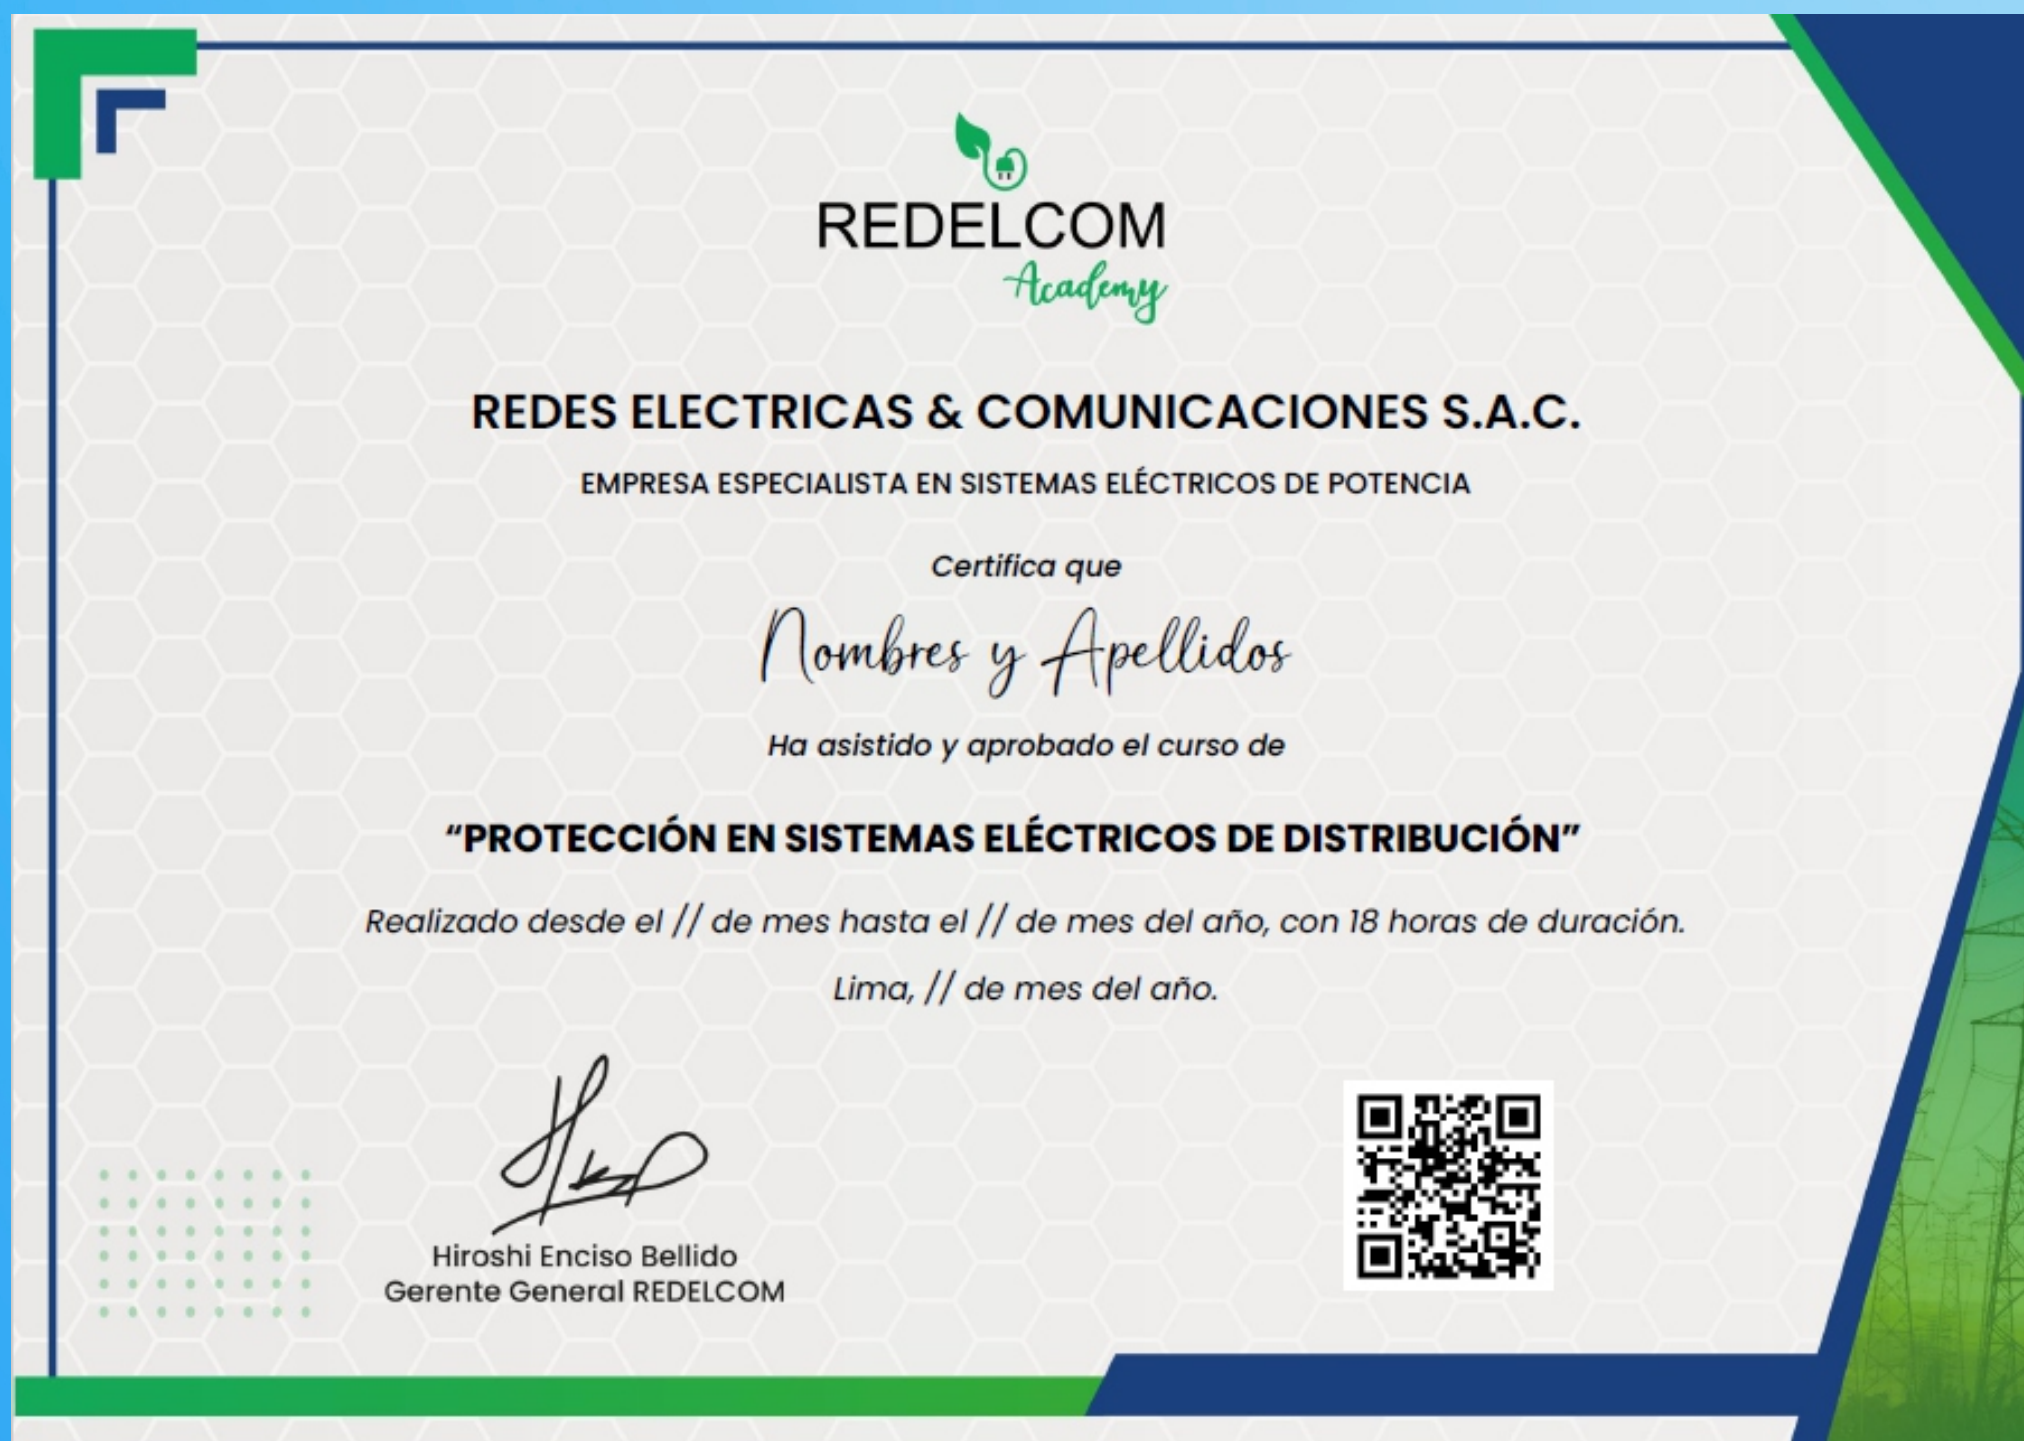 REDELCOM
Academy
REDES ELECTRICAS & COMUNICACIONES S.A.C.
EMPRESA ESPECIALISTA EN SISTEMAS ELÉCTRICOS DE POTENCIA
Certifica que
Nombres y Apellidos
Ha asistido y aprobado el curso de
“PROTECCIÓN EN SISTEMAS ELÉCTRICOS DE DISTRIBUCIÓN”
Realizado desde el // de mes hasta el // de mes del año, con 18 horas de duración.
Lima, // de mes del año.
Hiroshi Enciso Bellido
Gerente General REDELCOM